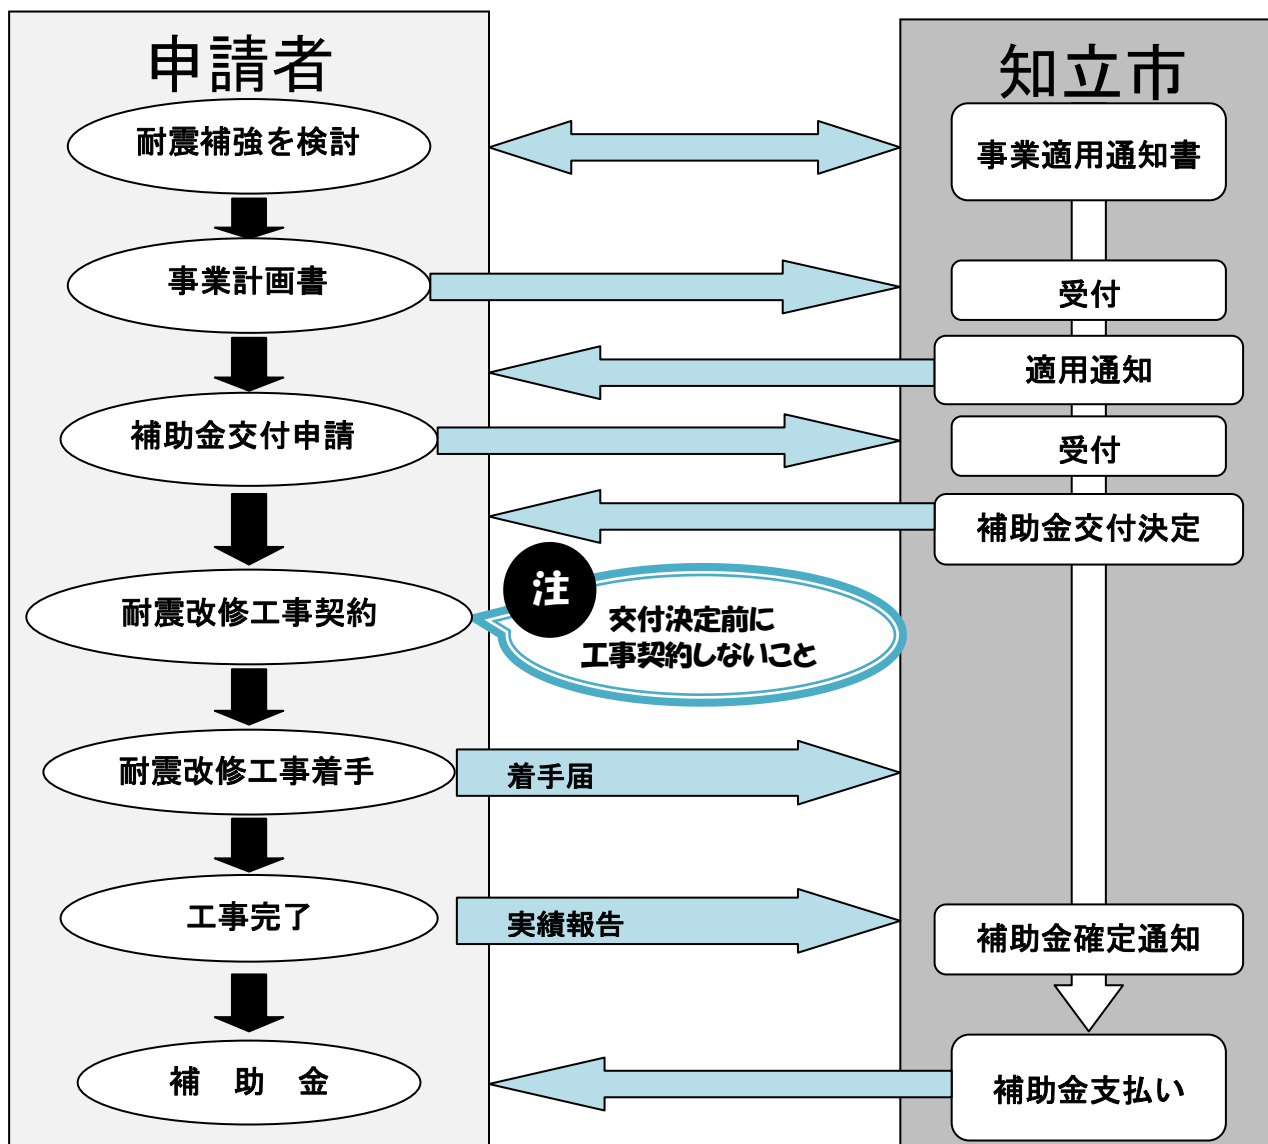 申請者
知立市
耐震補強を検討
事業適用通知書
事業計画書
受付
適用通知
補助金交付申請
受付
補助金交付決定
注
交付決定前に
工事契約しないこと
耐震改修工事契約
耐震改修工事着手
着手届
工事完了
実績報告
補助金確定通知
補　助　金
補助金支払い